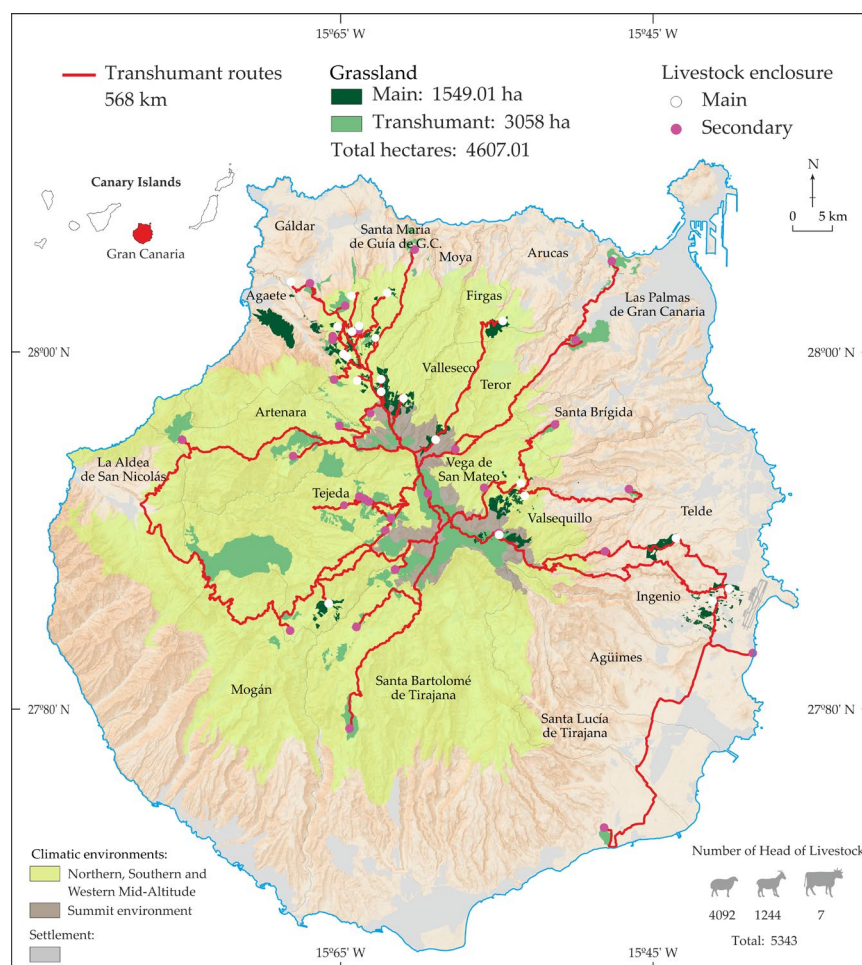 15º65' W
15º45' W
Transhumant routes
568 km
Grassland
Main: 1549.01 ha
Transhumant: 3058 ha
Total hectares: 4607.01
Livestock enclosure
Main
Secondary
N
0
5 km
Canary Islands
Gran Canaria
Gáldar
Santa Maria
de Guía de G.C.
Moya
Arucas
Agaete
Firgas
Las Palmas
de Gran Canaria
28º00' N
28º00' N
Valleseco
Teror
Artenara
Santa Brígida
La Aldea
de San Nicolás
Vega de
San Mateo
Tejeda
Valsequillo
Telde
Ingenio
Agüimes
Mogán
Santa Bartolomé
de Tirajana
27º80' N
27º80' N
Santa Lucía
de Tirajana
Climatic environments:
Northern, Southern and
Western Mid-Altitude
Summit environment
Settlement:
Number of Head of Livestock
4092
1244
7
Total: 5343
15º65' W
15º45' W